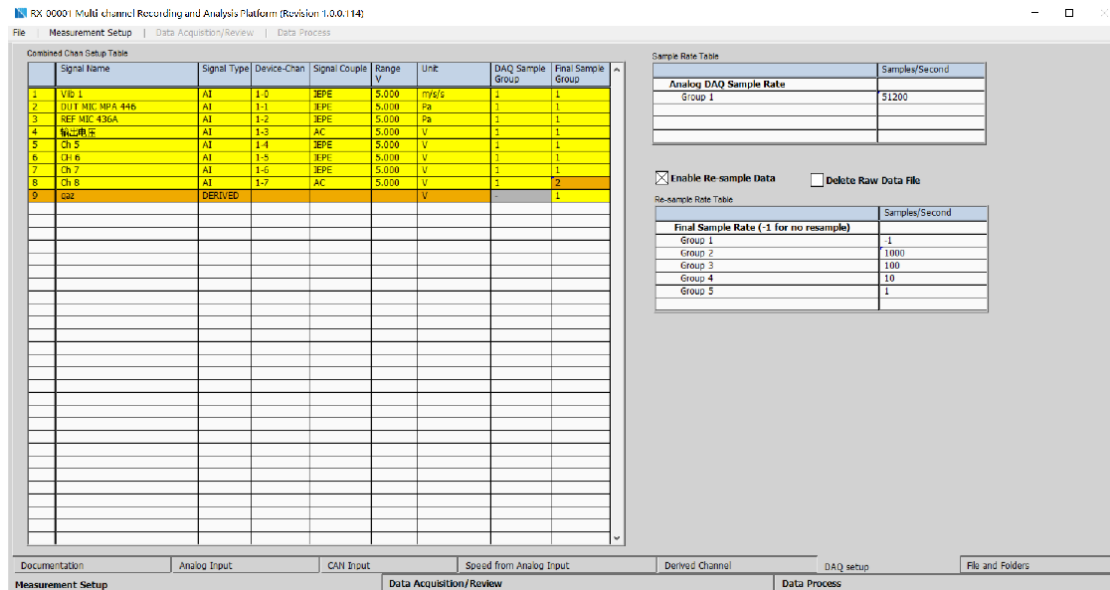 RX-00001 Multi-channel Recording and Analysis Platform (Revision 1.0.0.114)
File | Measurement Setup | Data Acquistion/Review | Data Process
Combined Chan Setup Table
Signal Name Signal Type Device-Chan Signal Couple Range V Unit DAQ Sample Group Final Sample Group
1 Vib 1 AI 1-0 IEPE 5.000 m/s/s 1 1
2 DUT MIC MPA 446 AI 1-1 IEPE 5.000 Pa 1 1
3 REF MIC 436A AI 1-2 IEPE 5.000 Pa 1 1
4 输出电压 AI 1-3 AC 5.000 V 1 1
5 Ch 5 AI 1-4 IEPE 5.000 V 1 1
6 CH 6 AI 1-5 IEPE 5.000 V 1 1
7 Ch 7 AI 1-6 IEPE 5.000 V 1 1
8 Ch 8 AI 1-7 AC 5.000 V 1 2
9 qaz DERIVED V - 1
Sample Rate Table
Samples/Second
Analog DAQ Sample Rate
Group 1 51200
Enable Re-sample Data Delete Raw Data File
Re-sample Rate Table
Samples/Second
Final Sample Rate (-1 for no resample)
Group 1 -1
Group 2 1000
Group 3 100
Group 4 10
Group 5 1
Documentation Analog Input CAN Input Speed from Analog Input Derived Channel DAQ setup File and Folders
Measurement Setup Data Acquisition/Review Data Process